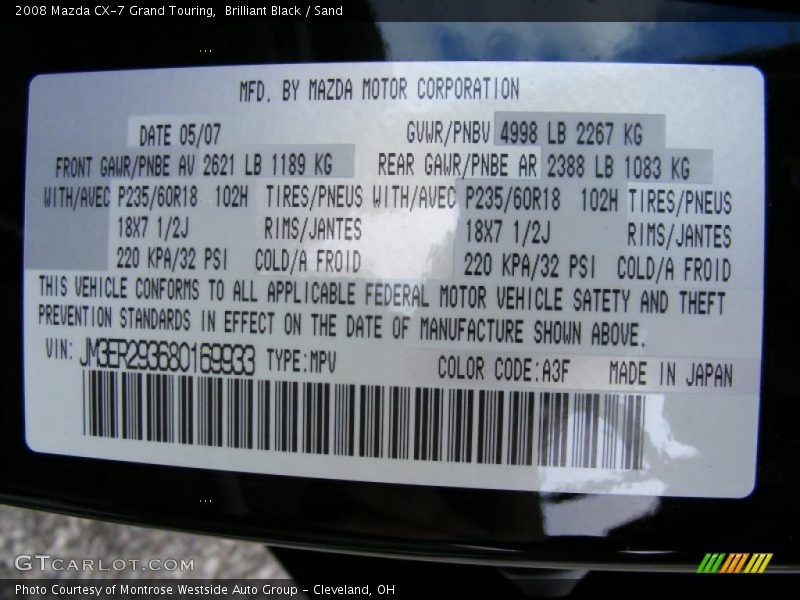 2008 Mazda CX-7 Grand Touring,  Brilliant Black / Sand
MFD. BY MAZDA MOTOR CORPORATION
DATE 05/07 GVWR/PNBV 4998 LB 2267 KG
FRONT GAWR/PNBE AV 2621 LB 1189 KG REAR GAWR/PNBE AR 2388 LB 1083 KG
WITH/AVEC P235/60R18 102H TIRES/PNEUS WITH/AVEC P235/60R18 102H TIRES/PNEUS
18X7 1/2J RIMS/JANTES 18X7 1/2J RIMS/JANTES
220 KPA/32 PSI COLD/A FROID 220 KPA/32 PSI COLD/A FROID
THIS VEHICLE CONFORMS TO ALL APPLICABLE FEDERAL MOTOR VEHICLE SATETY AND THEFT
PREVENTION STANDARDS IN EFFECT ON THE DATE OF MANUFACTURE SHOWN ABOVE.
VIN: JM3ER293680169933 TYPE:MPV COLOR CODE:A3F MADE IN JAPAN
GTCARLOT.COM
Photo Courtesy of Montrose Westside Auto Group - Cleveland, OH